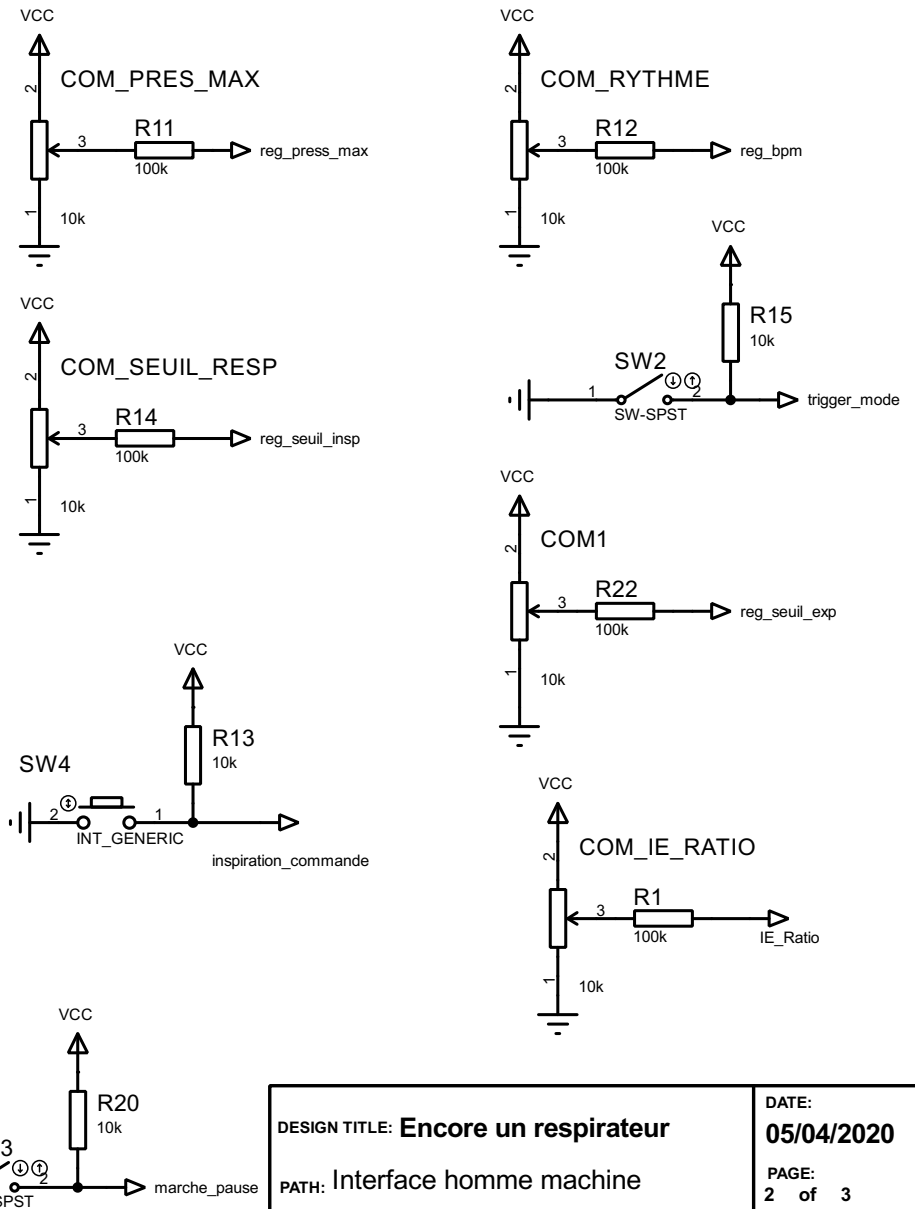 VCC
2
COM_PRES_MAX
3
R11
100k
reg_press_max
1
10k
VCC
2
COM_RYTHME
3
R12
100k
reg_bpm
1
10k
VCC
2
COM_SEUIL_RESP
3
R14
100k
reg_seuil_insp
1
10k
VCC
R15
10k
SW2
1
2
SW-SPST
trigger_mode
VCC
2
COM1
3
R22
100k
reg_seuil_exp
1
10k
VCC
R13
10k
SW4
2
1
INT_GENERIC
inspiration_commande
VCC
2
COM_IE_RATIO
3
R1
100k
IE_Ratio
1
10k
VCC
R20
10k
3
2
SPST
marche_pause
DESIGN TITLE: Encore un respirateur
PATH: Interface homme machine
DATE:
05/04/2020
PAGE:
2 of 3